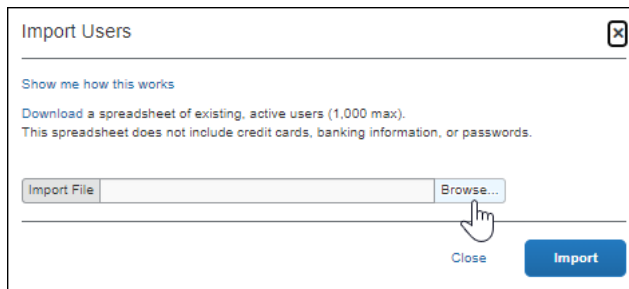 Import Users
Show me how this works
Download a spreadsheet of existing, active users (1,000 max).
This spreadsheet does not include credit cards, banking information, or passwords.
Import File Browse...
Close Import